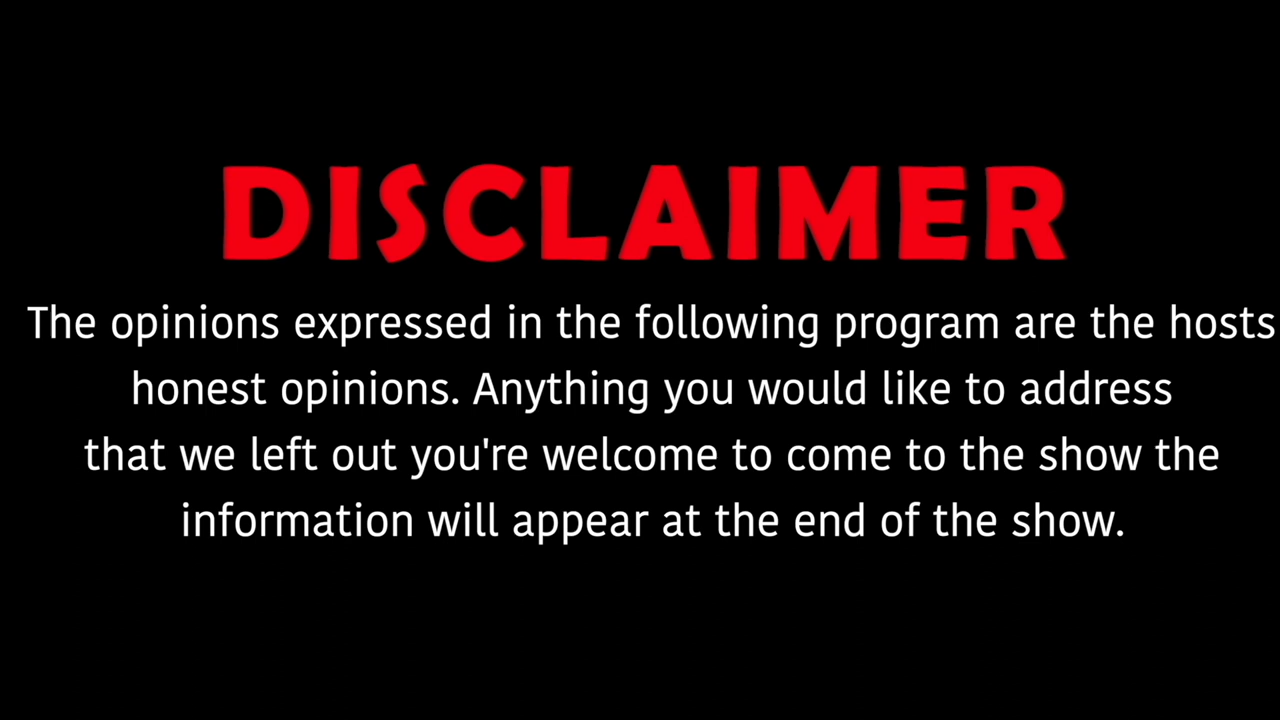 DISCLAIMER
The opinions expressed in the following program are the hosts
honest opinions. Anything you would like to address
that we left out you're welcome to come to the show the
information will appear at the end of the show.